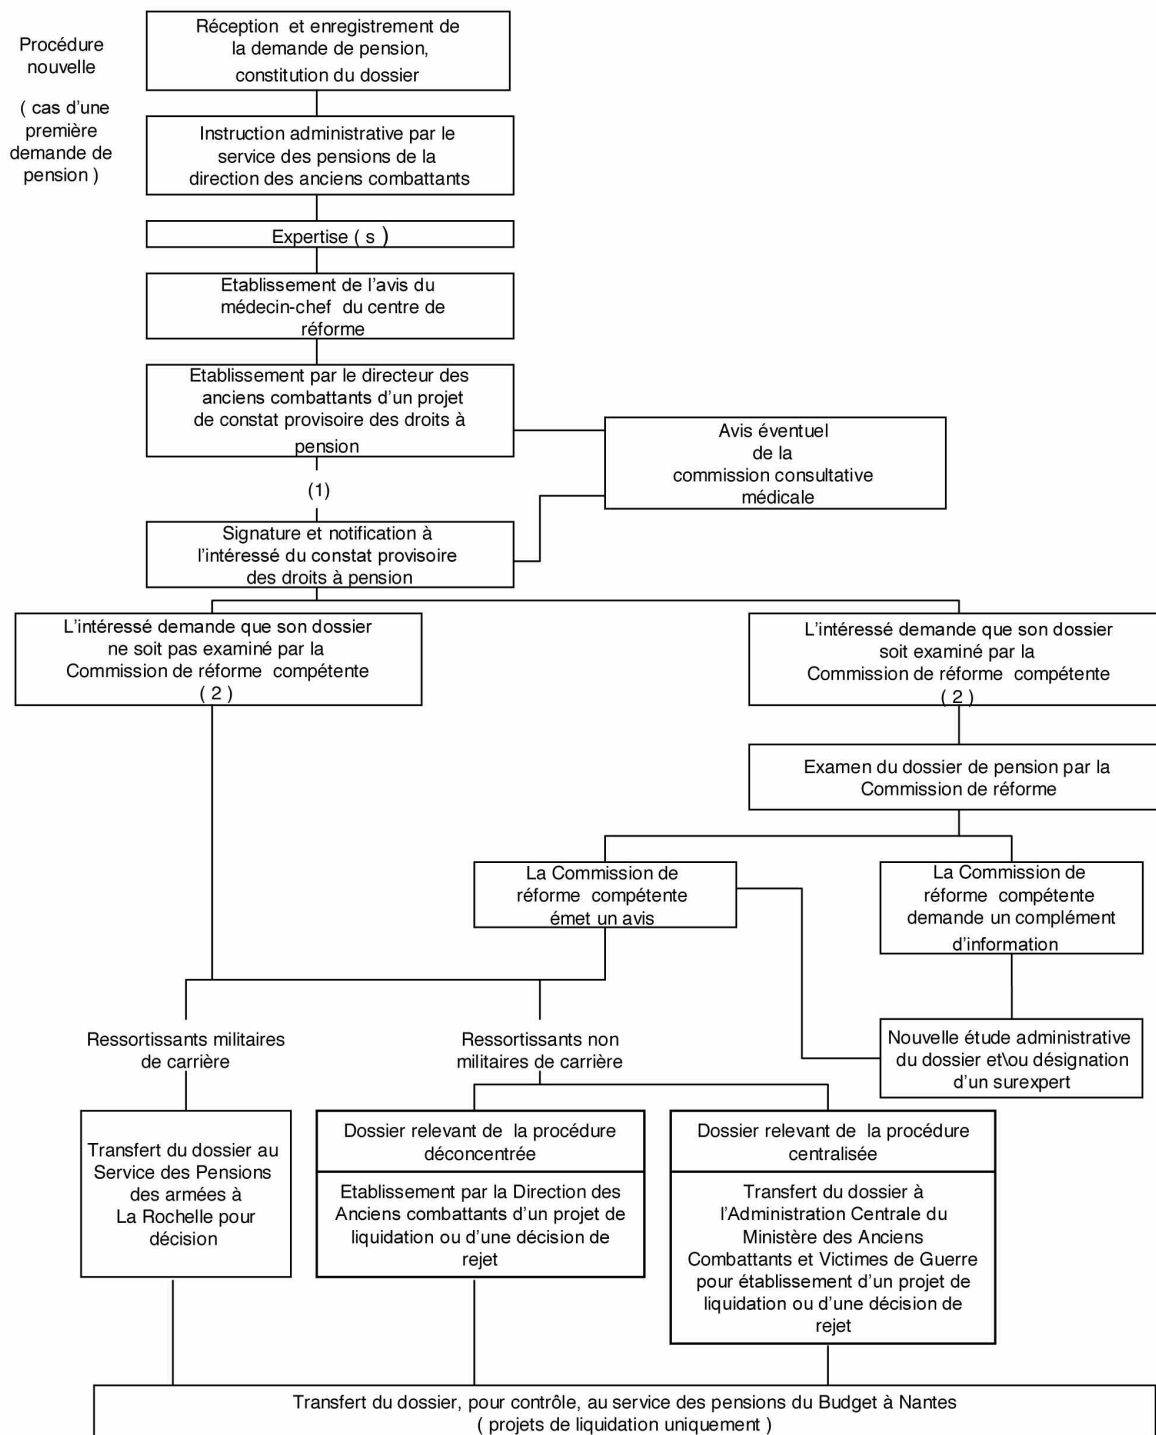 Procédure
nouvelle
( cas d'une
première
demande de
pension )
Réception et enregistrement de
la demande de pension,
constitution du dossier
Instruction administrative par le
service des pensions de la
direction des anciens combattants
Expertise ( s )
Etablissement de l'avis du
médecin-chef du centre de
réforme
Etablissement par le directeur des
anciens combattants d'un projet
de constat provisoire des droits à
pension
Avis éventuel
de la
commission consultative
médicale
(1)
Signature et notification à
l'intéressé du constat provisoire
des droits à pension
L'intéressé demande que son dossier
ne soit pas examiné par la
Commission de réforme compétente
( 2 )
L'intéressé demande que son dossier
soit examiné par la
Commission de réforme compétente
( 2 )
Examen du dossier de pension par la
Commission de réforme
La Commission de
réforme compétente
émet un avis
La Commission de
réforme compétente
demande un complément
d'information
Nouvelle étude administrative
du dossier et\ou désignation
d'un surexpert
Ressortissants militaires
de carrière
Ressortissants non
militaires de carrière
Transfert du dossier au
Service des Pensions
des armées à
La Rochelle pour
décision
Dossier relevant de la procédure
déconcentrée
Etablissement par la Direction des
Anciens combattants d'un projet de
liquidation ou d'une décision de
rejet
Dossier relevant de la procédure
centralisée
Transfert du dossier à
l'Administration Centrale du
Ministère des Anciens
Combattants et Victimes de Guerre
pour établissement d'un projet de
liquidation ou d'une décision de
rejet
Transfert du dossier, pour contrôle, au service des pensions du Budget à Nantes
( projets de liquidation uniquement )